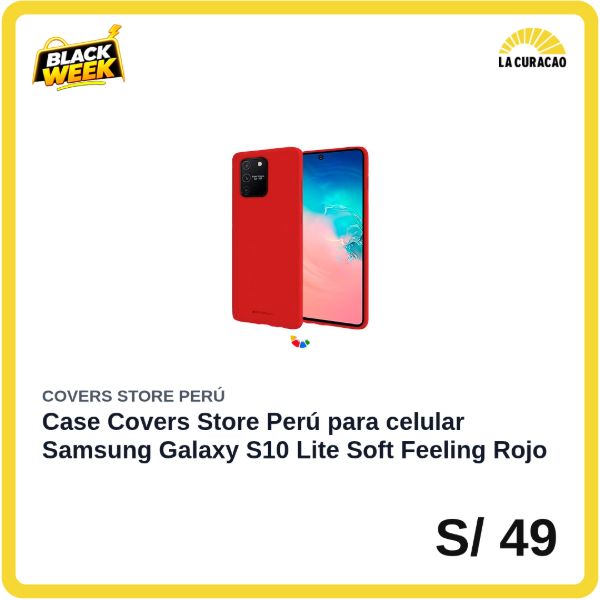 BLACK
WEEK
LA CURACAO
COVERS STORE PERÚ
Case Covers Store Perú para celular
Samsung Galaxy S10 Lite Soft Feeling Rojo
S/ 49